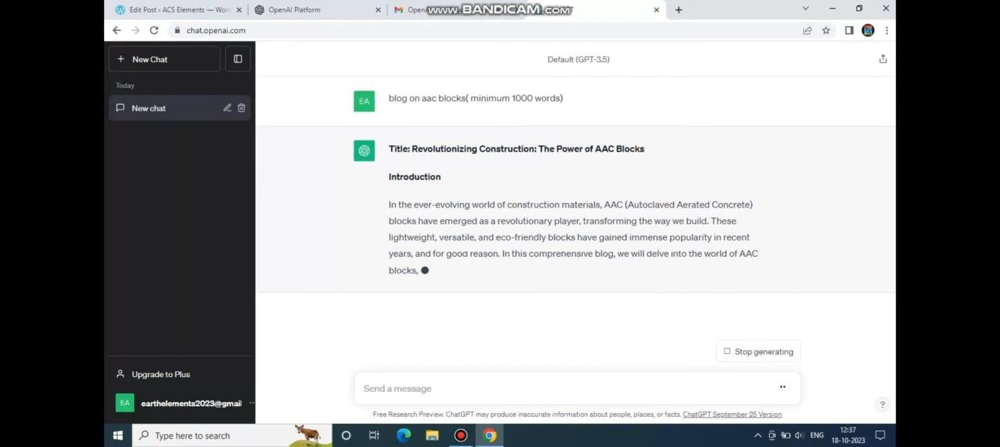 Edit Post ‹ ACS Elements — Wor
OpenAI Platform
Open
www.BANDICAM.com
chat.openai.com
New Chat
Default (GPT-3.5)
Today
New chat
EA
blog on aac blocks( minimum 1000 words)
Title: Revolutionizing Construction: The Power of AAC Blocks
Introduction
In the ever-evolving world of construction materials, AAC (Autoclaved Aerated Concrete)
blocks have emerged as a revolutionary player, transforming the way we build. These
lightweight, versatile, and eco-friendly blocks have gained immense popularity in recent
years, and for good reason. In this comprehensive blog, we will delve into the world of AAC
blocks,
Stop generating
Upgrade to Plus
Send a message
EA
earthelements2023@gmail
Free Research Preview. ChatGPT may produce inaccurate information about people, places, or facts. ChatGPT September 25 Version
?
Type here to search
ENG
12:37
18-10-2023